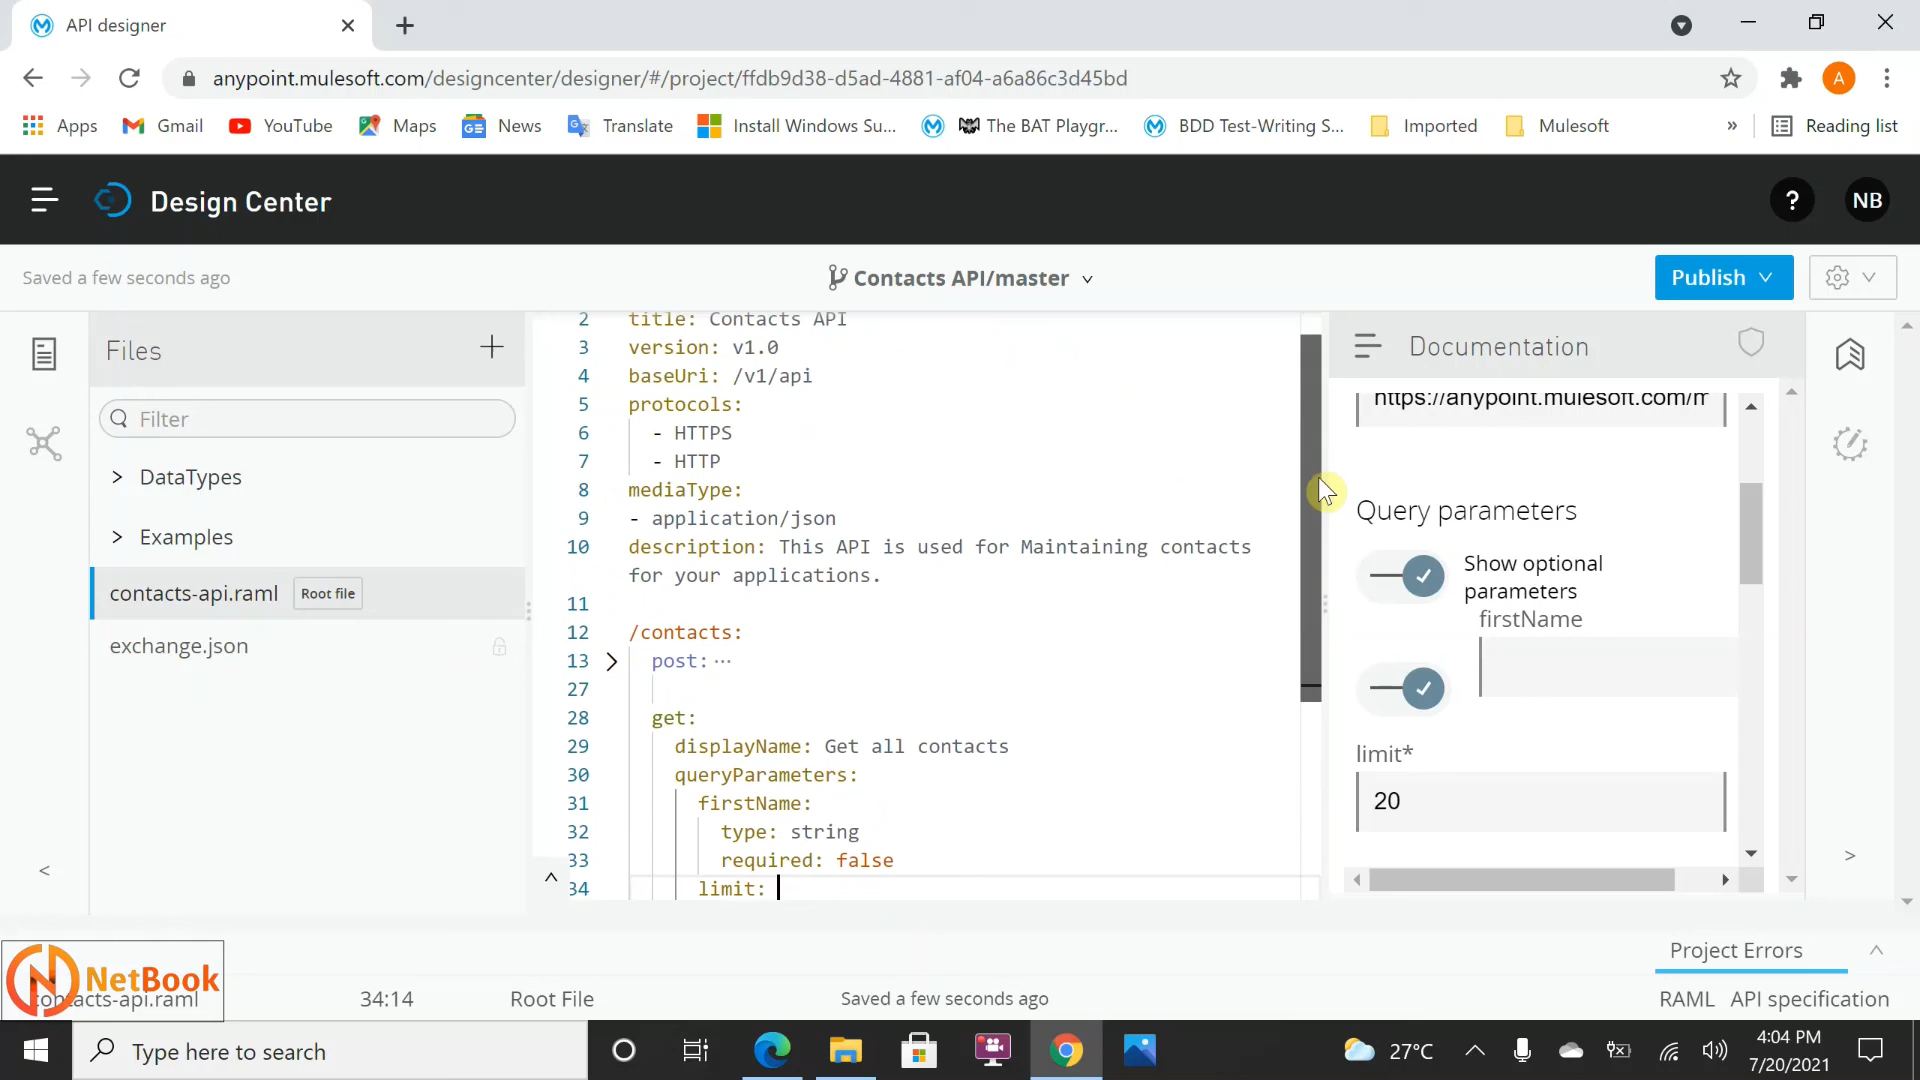 API designer
anypoint.mulesoft.com/designcenter/designer/#/project/ffdb9d38-d5ad-4881-af04-a6a86c3d45bd
A
Apps Gmail YouTube Maps News Translate Install Windows Su... The BAT Playgr... BDD Test-Writing S... Imported Mulesoft » Reading list
Design Center
? NB
Saved a few seconds ago
Contacts API/master
Publish
Files
Filter
DataTypes
Examples
contacts-api.raml Root file
exchange.json
2 title: Contacts API
3 version: v1.0
4 baseUri: /v1/api
5 protocols:
6 - HTTPS
7 - HTTP
8 mediaType:
9 - application/json
10 description: This API is used for Maintaining contacts
for your applications.
11
12 /contacts:
13 post: ...
27
28 get:
29 displayName: Get all contacts
30 queryParameters:
31 firstName:
32 type: string
33 required: false
34 limit:
Documentation
https://anypoint.mulesoft.com/m
Query parameters
Show optional
parameters
firstName
limit*
20
Project Errors
NetBook
contacts-api.raml 34:14 Root File Saved a few seconds ago RAML API specification
Type here to search
27°C
4:04 PM
7/20/2021